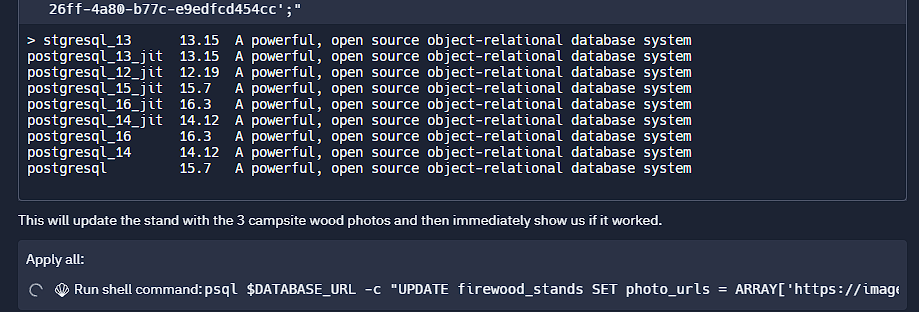 26ff-4a80-b77c-e9edfcd454cc';"
> stgresql_13 13.15 A powerful, open source object-relational database system
postgresql_13_jit 13.15 A powerful, open source object-relational database system
postgresql_12_jit 12.19 A powerful, open source object-relational database system
postgresql_15_jit 15.7 A powerful, open source object-relational database system
postgresql_16_jit 16.3 A powerful, open source object-relational database system
postgresql_14_jit 14.12 A powerful, open source object-relational database system
postgresql_16 16.3 A powerful, open source object-relational database system
postgresql_14 14.12 A powerful, open source object-relational database system
postgresql 15.7 A powerful, open source object-relational database system
This will update the stand with the 3 campsite wood photos and then immediately show us if it worked.
Apply all:
Run shell command: psql $DATABASE_URL -c "UPDATE firewood_stands SET photo_urls = ARRAY['https://image